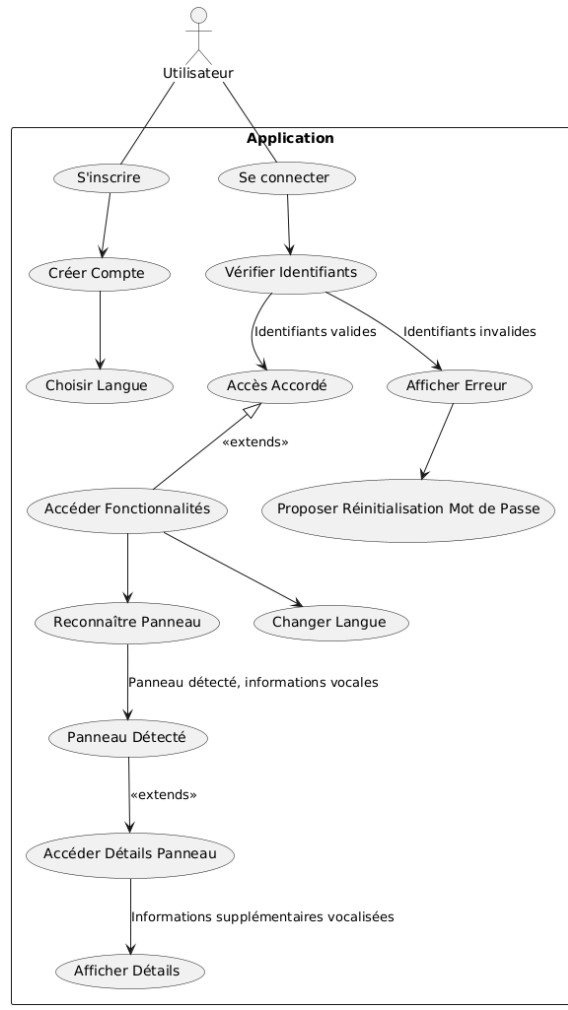 Utilisateur
Application
S'inscrire
Se connecter
Créer Compte
Vérifier Identifiants
Identifiants valides
Identifiants invalides
Choisir Langue
Accès Accordé
Afficher Erreur
«extends»
Accéder Fonctionnalités
Proposer Réinitialisation Mot de Passe
Reconnaître Panneau
Changer Langue
Panneau détecté, informations vocales
Panneau Détecté
«extends»
Accéder Détails Panneau
Informations supplémentaires vocalisées
Afficher Détails